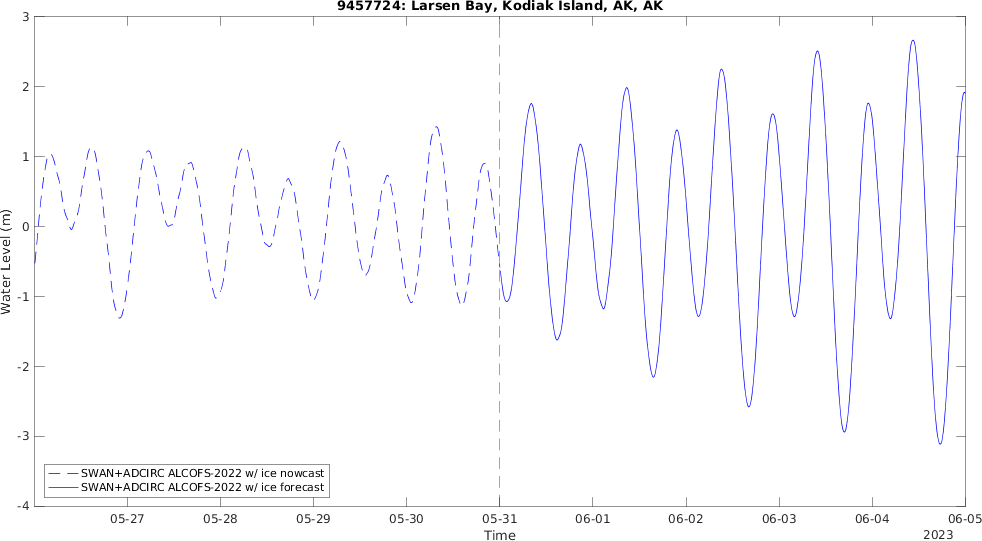 9457724: Larsen Bay, Kodiak Island, AK, AK
3
2
1
0
-1
-2
-3
-4
Water Level (m)
SWAN+ADCIRC ALCOFS-2022 w/ ice nowcast
SWAN+ADCIRC ALCOFS-2022 w/ ice forecast
05-27 05-28 05-29 05-30 05-31 06-01 06-02 06-03 06-04 06-05
Time
2023